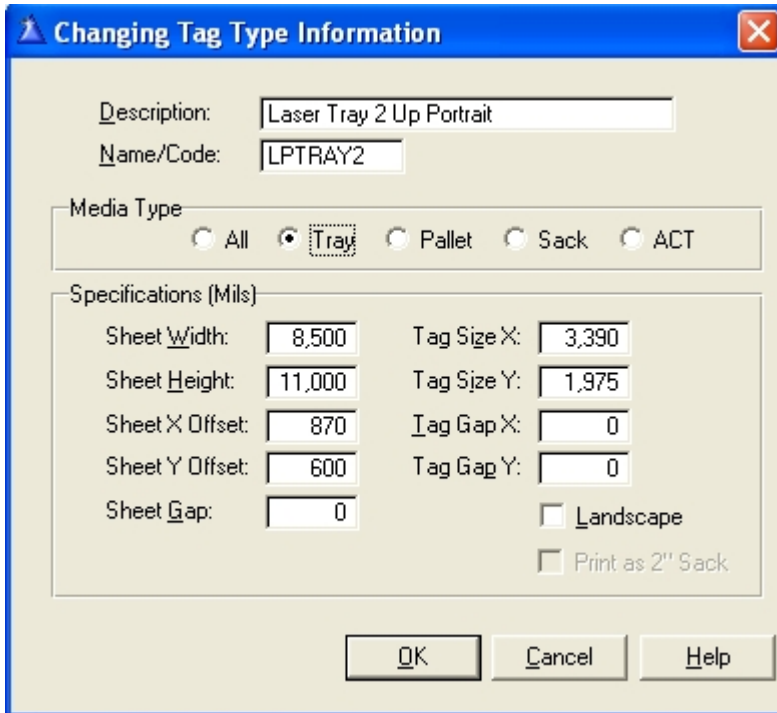 Changing Tag Type Information
Description: Laser Tray 2 Up Portrait
Name/Code: LPTRAY2
Media Type
All Tray Pallet Sack ACT
Specifications (Mils)
Sheet Width: 8,500 Tag Size X: 3,390
Sheet Height: 11,000 Tag Size Y: 1,975
Sheet X Offset: 870 Tag Gap X: 0
Sheet Y Offset: 600 Tag Gap Y: 0
Sheet Gap: 0 Landscape
Print as 2" Sack
OK Cancel Help